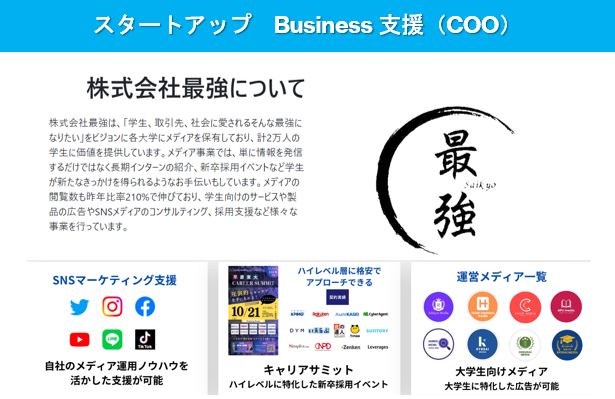 スタートアップ　Business 支援（COO）
株式会社最強について
株式会社最強は、「学生、取引先、社会に愛されるそんな最強に
なりたい」をビジョンに各大学にメディアを保有しており、計2万人の
学生に価値を提供しています。メディア事業では、単に情報を発信
するだけではなく長期インターンの紹介、新卒採用イベントなど学生
が新たなきっかけを得られるようなお手伝いもしています。メディアの
閲覧数も昨年比率210%で伸びており、学生向けのサービスや製
品の広告やSNSメディアのコンサルティング、採用支援など様々な
事業を行っています。
最強
Saikyo
SNSマーケティング支援
LINE
TikTok
自社のメディア運用ノウハウを
活かした支援が可能
ハイレベル層に格安で
アプローチできる
CAREER SUMMIT
10/21
契約実績
KPMG
Rakuten
AsahiKASEI
CyberAgent
DYM
SUNTORY
NPD
Zenken
Leverages
キャリアサミット
ハイレベルに特化した新卒採用イベント
運営メディア一覧
大学生向けメディア
大学生に特化した広告が可能